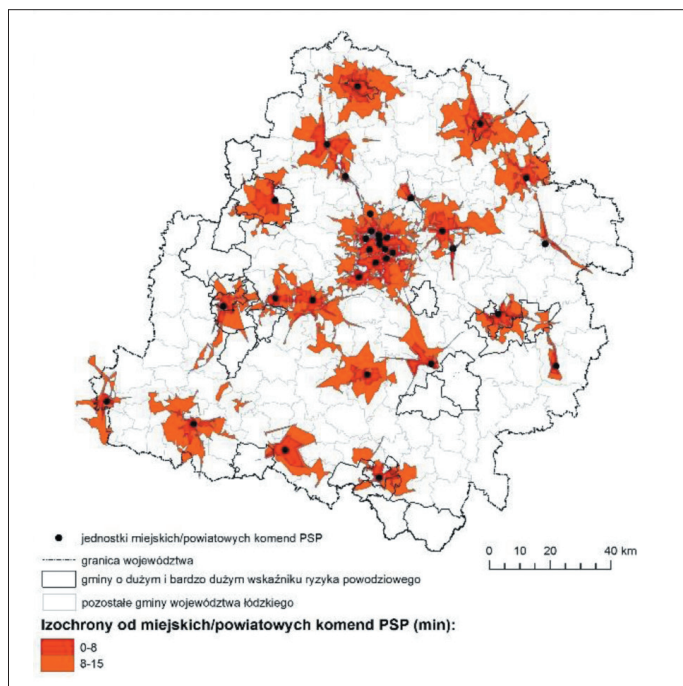 jednostki miejskich/powiatowych komend PSP
granica województwa
gminy o dużym i bardzo dużym wskaźniku ryzyka powodziowego
pozostałe gminy województwa łódzkiego
0 10 20 40 km
Izochrony od miejskich/powiatowych komend PSP (min):
0-8
8-15